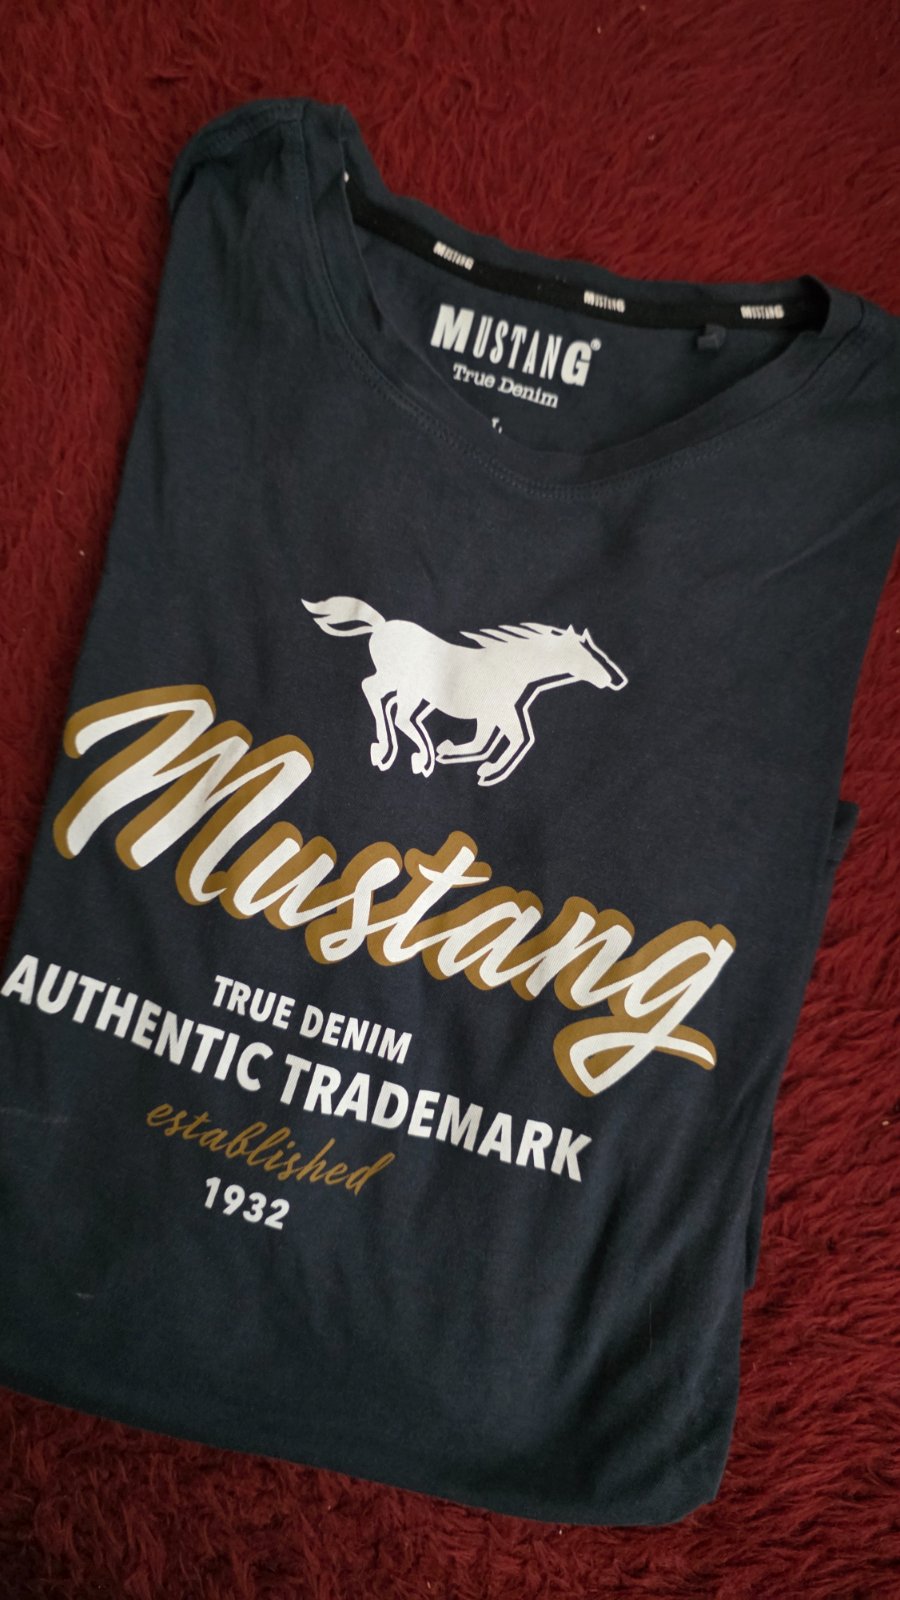 MUSTANG
MUSTANG
MUSTANG
MUSTANG®
True Denim
Mustang
TRUE DENIM
AUTHENTIC TRADEMARK
established
1932